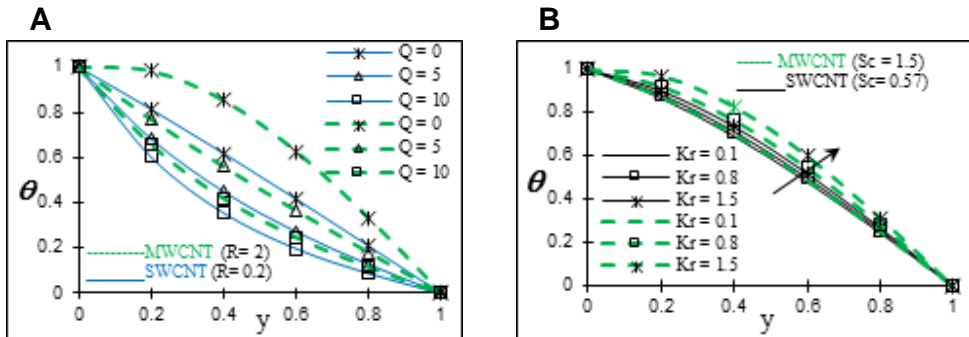 A
θ
1
0.8
0.6
0.4
0.2
0
0 0.2 0.4 0.6 0.8 1
y
Q = 0
Q = 5
Q = 10
Q = 0
Q = 5
Q = 10
MWCNT (R= 2)
SWCNT (R= 0.2)
B
θ
1
0.8
0.6
0.4
0.2
0
0 0.2 0.4 0.6 0.8 1
y
MWCNT (Sc = 1.5)
SWCNT (Sc= 0.57)
Kr = 0.1
Kr = 0.8
Kr = 1.5
Kr = 0.1
Kr = 0.8
Kr = 1.5